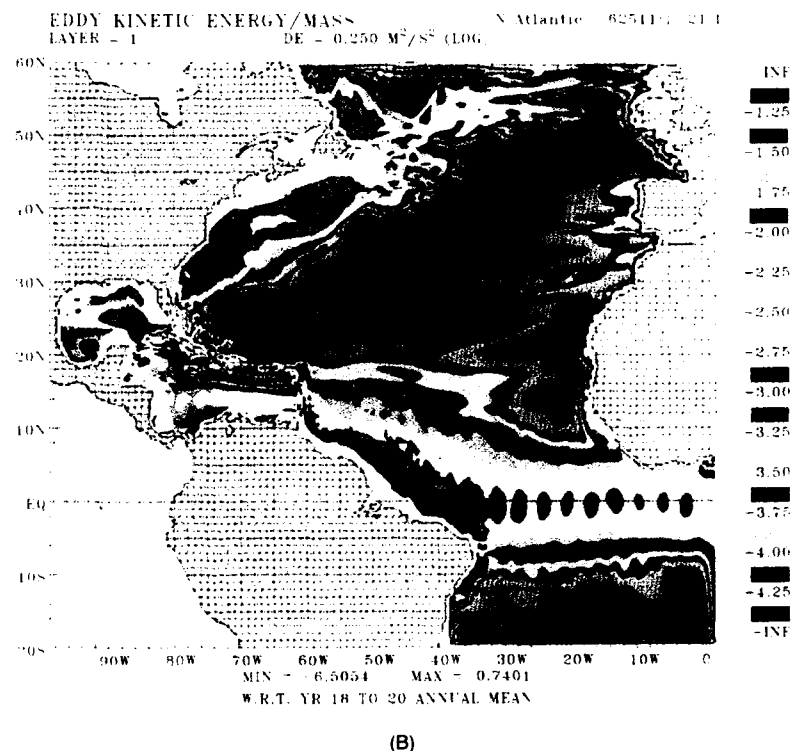 EDDY KINETIC ENERGY/MASS N Atlantic
LAYER - 1 DE - 0.250 M²/S² (LOG
60N
50N
40N
30N
20N
10N
EQ
10S
20S
90W 80W 70W 60W 50W 40W 30W 20W 10W 0
INF
-1.25
-1.50
1.75
-2.00
-2.25
-2.50
-2.75
-3.00
-3.25
3.50
-3.75
-4.00
-4.25
-INF
MIN = -6.5054 MAX = 0.7401
W.R.T. YR 18 TO 20 ANNUAL MEAN
(B)